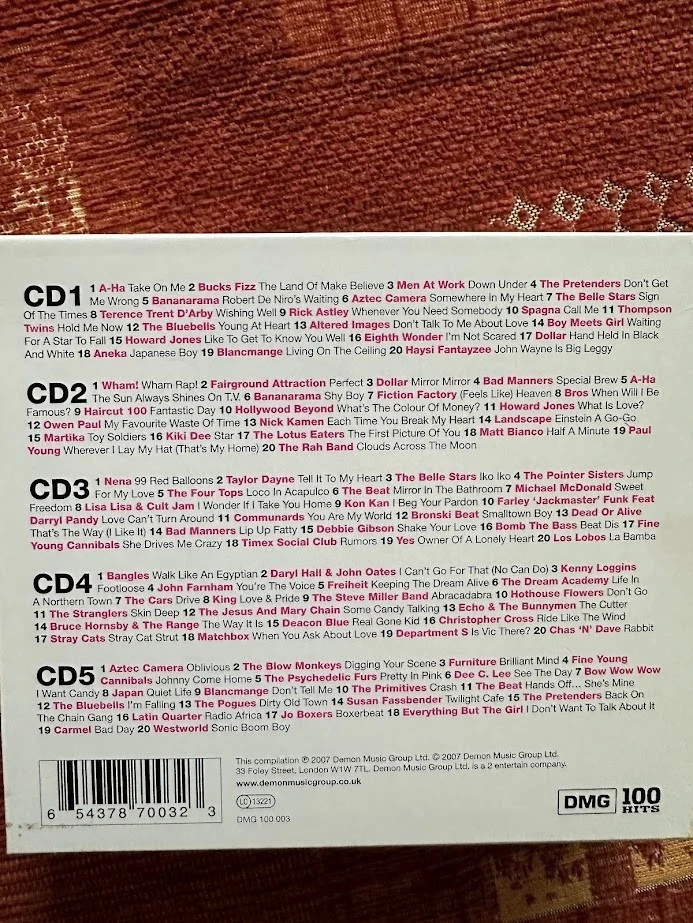 CD1 1 A-Ha Take On Me 2 Bucks Fizz The Land Of Make Believe 3 Men At Work Down Under 4 The Pretenders Don't Get
Me Wrong 5 Bananarama Robert De Niro's Waiting 6 Aztec Camera Somewhere In My Heart 7 The Belle Stars Sign
Of The Times 8 Terence Trent D'Arby Wishing Well 9 Rick Astley Whenever You Need Somebody 10 Spagna Call Me 11 Thompson
Twins Hold Me Now 12 The Bluebells Young At Heart 13 Altered Images Don't Talk To Me About Love 14 Boy Meets Girl Waiting
For A Star To Fall 15 Howard Jones Like To Get To Know You Well 16 Eighth Wonder I'm Not Scared 17 Dollar Hand Held In Black
And White 18 Aneka Japanese Boy 19 Blancmange Living On The Ceiling 20 Haysi Fantayzee John Wayne Is Big Leggy
CD2 1 Wham! Wham Rap! 2 Fairground Attraction Perfect 3 Dollar Mirror Mirror 4 Bad Manners Special Brew 5 A-Ha
The Sun Always Shines On T.V. 6 Bananarama Shy Boy 7 Fiction Factory (Feels Like) Heaven 8 Bros When Will I Be
Famous? 9 Haircut 100 Fantastic Day 10 Hollywood Beyond What's The Colour Of Money? 11 Howard Jones What Is Love?
12 Owen Paul My Favourite Waste Of Time 13 Nick Kamen Each Time You Break My Heart 14 Landscape Einstein A Go-Go
15 Martika Toy Soldiers 16 Kiki Dee Star 17 The Lotus Eaters The First Picture Of You 18 Matt Bianco Half A Minute 19 Paul
Young Wherever I Lay My Hat (That's My Home) 20 The Rah Band Clouds Across The Moon
CD3 1 Nena 99 Red Balloons 2 Taylor Dayne Tell It To My Heart 3 The Belle Stars Iko Iko 4 The Pointer Sisters Jump
For My Love 5 The Four Tops Loco In Acapulco 6 The Beat Mirror In The Bathroom 7 Michael McDonald Sweet
Freedom 8 Lisa Lisa & Cult Jam I Wonder If I Take You Home 9 Kon Kan I Beg Your Pardon 10 Farley 'Jackmaster' Funk Feat
Darryl Pandy Love Can't Turn Around 11 Communards You Are My World 12 Bronski Beat Smalltown Boy 13 Dead Or Alive
That's The Way (I Like It) 14 Bad Manners Lip Up Fatty 15 Debbie Gibson Shake Your Love 16 Bomb The Bass Beat Dis 17 Fine
Young Cannibals She Drives Me Crazy 18 Timex Social Club Rumors 19 Yes Owner Of A Lonely Heart 20 Los Lobos La Bamba
CD4 1 Bangles Walk Like An Egyptian 2 Daryl Hall & John Oates I Can't Go For That (No Can Do) 3 Kenny Loggins
Footloose 4 John Farnham You're The Voice 5 Freiheit Keeping The Dream Alive 6 The Dream Academy Life In
A Northern Town 7 The Cars Drive 8 King Love & Pride 9 The Steve Miller Band Abracadabra 10 Hothouse Flowers Don't Go
11 The Stranglers Skin Deep 12 The Jesus And Mary Chain Some Candy Talking 13 Echo & The Bunnymen The Cutter
14 Bruce Hornsby & The Range The Way It Is 15 Deacon Blue Real Gone Kid 16 Christopher Cross Ride Like The Wind
17 Stray Cats Stray Cat Strut 18 Matchbox When You Ask About Love 19 Department S Is Vic There? 20 Chas 'N' Dave Rabbit
CD5 1 Aztec Camera Oblivious 2 The Blow Monkeys Digging Your Scene 3 Furniture Brilliant Mind 4 Fine Young
Cannibals Johnny Come Home 5 The Psychedelic Furs Pretty In Pink 6 Dee C. Lee See The Day 7 Bow Wow Wow
I Want Candy 8 Japan Quiet Life 9 Blancmange Don't Tell Me 10 The Primitives Crash 11 The Beat Hands Off... She's Mine
12 The Bluebells I'm Falling 13 The Pogues Dirty Old Town 14 Susan Fassbender Twilight Cafe 15 The Pretenders Back On
The Chain Gang 16 Latin Quarter Radio Africa 17 Jo Boxers Boxerbeat 18 Everything But The Girl I Don't Want To Talk About It
19 Carmel Bad Day 20 Westworld Sonic Boom Boy
This compilation ℗ 2007 Demon Music Group Ltd. © 2007 Demon Music Group Ltd.
33 Foley Street, London W1W 7TL. Demon Music Group Ltd. is a 2 entertain company.
www.demonmusicgroup.co.uk
LC 13221
DMG 100 003
6 54378 70032 3
DMG 100 HITS